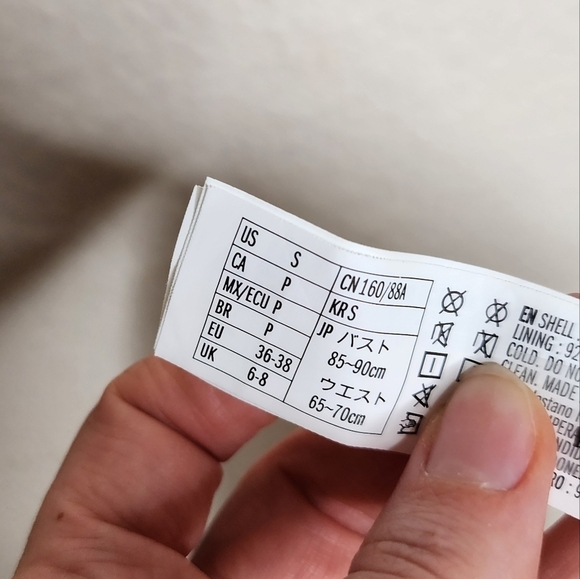 US S
CA P
MX/ECU P
BR P
EU 36-38
UK 6-8
CN 160/88A
KR S
JP バスト
85~90cm
ウエスト
65~70cm
EN SHELL
LINING : 92
COLD. DO NO
CLEAN. MADE